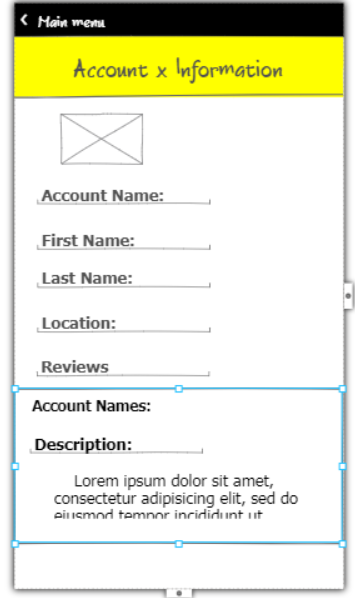 Main menu
Account x Information
Account Name:
First Name:
Last Name:
Location:
Reviews
Account Names:
Description:
Lorem ipsum dolor sit amet,
consectetur adipisicing elit, sed do
eiusmod tempor incididunt ut